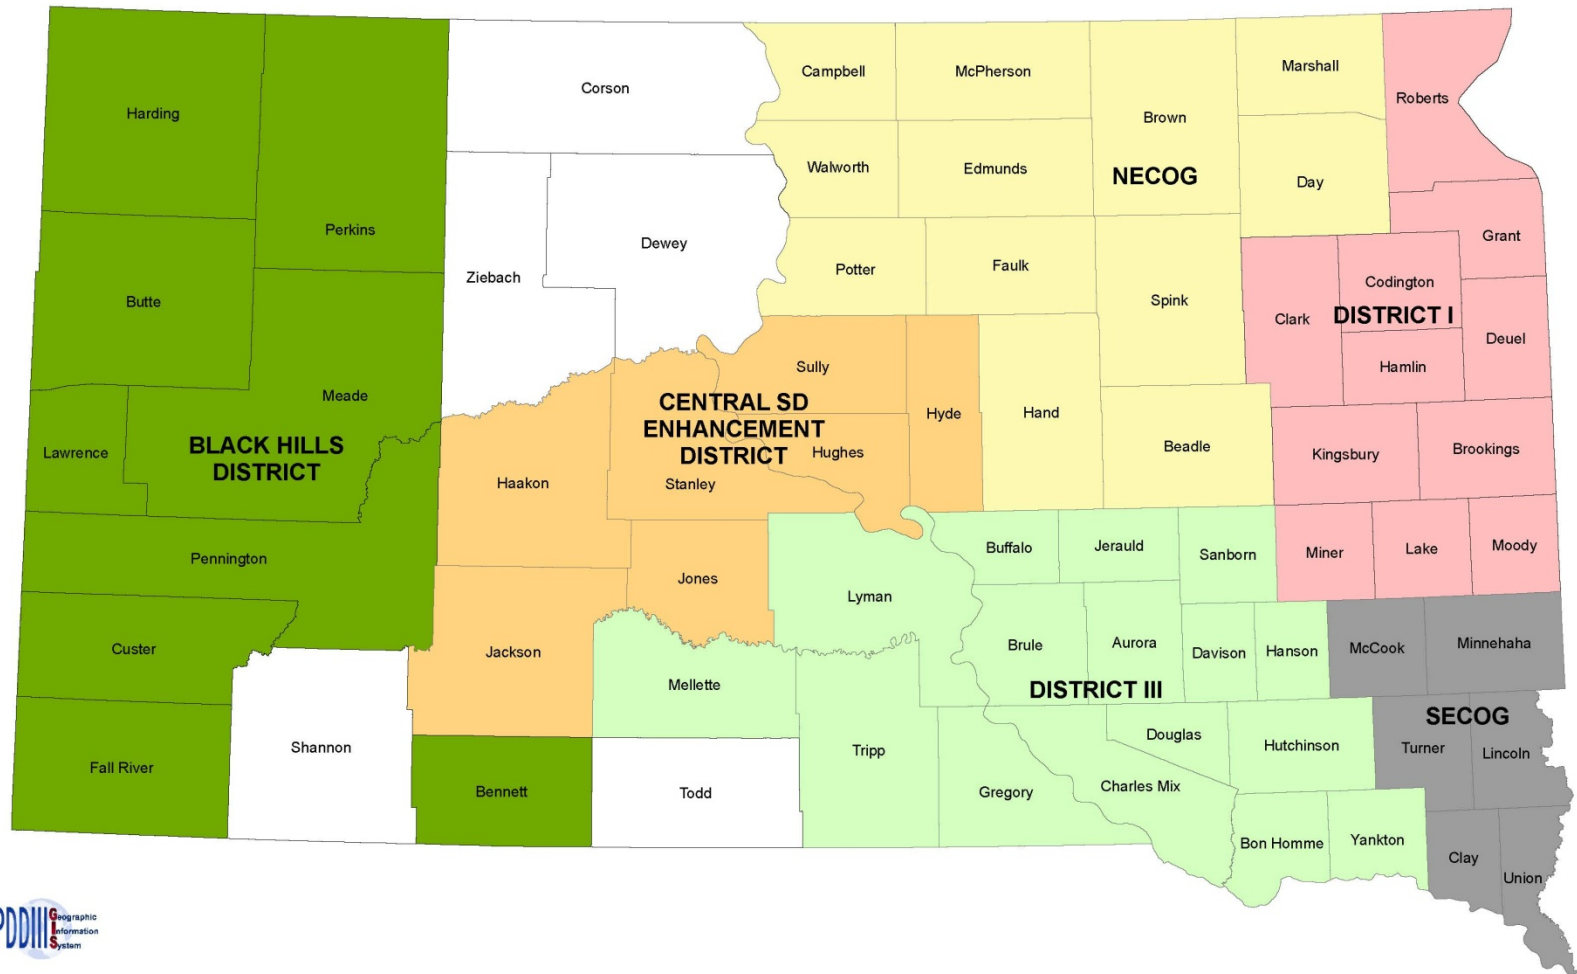 Harding
Perkins
Corson
Campbell
McPherson
Brown
Marshall
Roberts
Walworth
Edmunds
NECOG
Day
Butte
Ziebach
Dewey
Potter
Faulk
Spink
Grant
Codington
Clark
DISTRICT I
Deuel
Hamlin
Meade
Sully
Hyde
Hand
CENTRAL SD
ENHANCEMENT
DISTRICT
Hughes
Stanley
Lawrence
BLACK HILLS
DISTRICT
Haakon
Beadle
Kingsbury
Brookings
Pennington
Jones
Lyman
Buffalo
Jerauld
Sanborn
Miner
Lake
Moody
Custer
Jackson
Mellette
Brule
Aurora
Davison
Hanson
McCook
Minnehaha
DISTRICT III
SECOG
Fall River
Shannon
Bennett
Todd
Tripp
Gregory
Douglas
Charles Mix
Hutchinson
Turner
Lincoln
Bon Homme
Yankton
Clay
Union
PDDIII
Geographic
Information
System